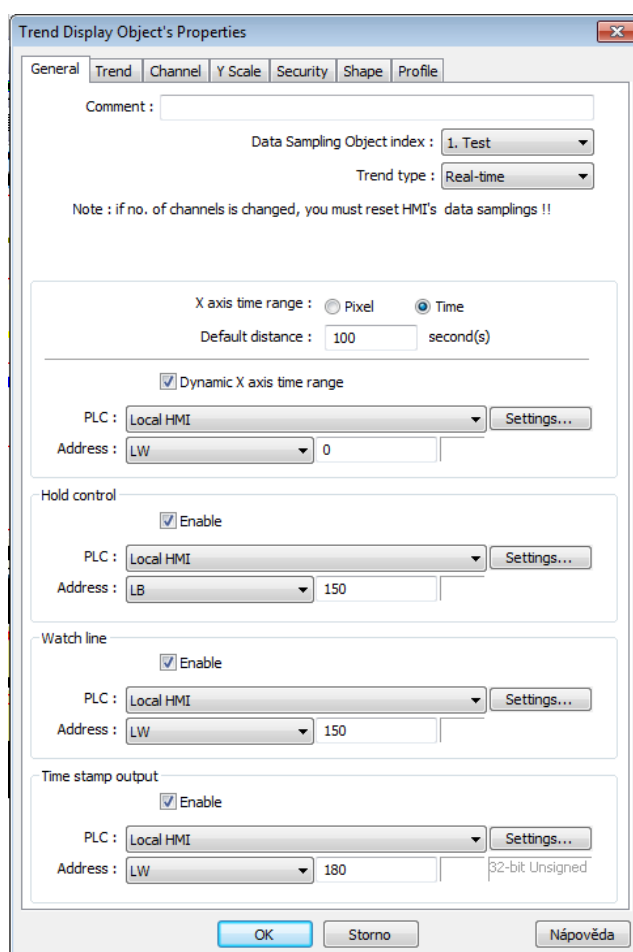 Trend Display Object's Properties
General Trend Channel Y Scale Security Shape Profile
Comment :
Data Sampling Object index : 1. Test
Trend type : Real-time
Note : if no. of channels is changed, you must reset HMI's data samplings !!
X axis time range : Pixel Time
Default distance : 100 second(s)
Dynamic X axis time range
PLC : Local HMI Settings...
Address : LW 0
Hold control
Enable
PLC : Local HMI Settings...
Address : LB 150
Watch line
Enable
PLC : Local HMI Settings...
Address : LW 150
Time stamp output
Enable
PLC : Local HMI Settings...
Address : LW 180 32-bit Unsigned
OK Storno Nápověda